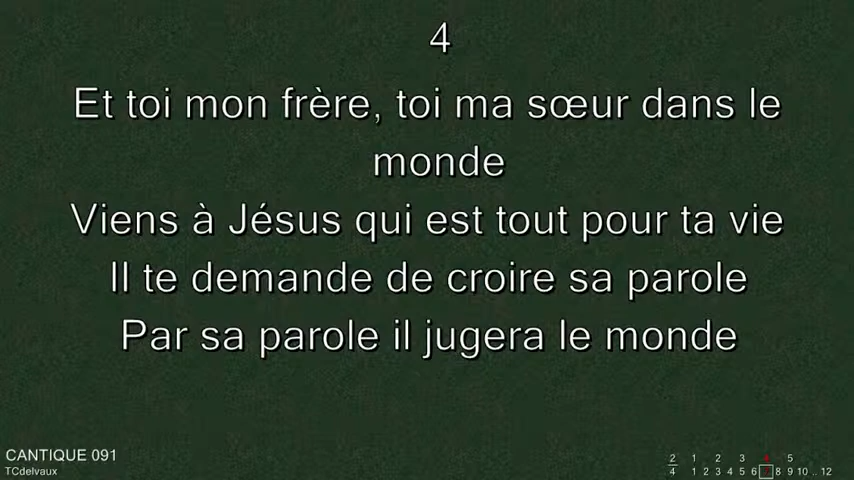 4
Et toi mon frère, toi ma sœur dans le
monde
Viens à Jésus qui est tout pour ta vie
Il te demande de croire sa parole
Par sa parole il jugera le monde
CANTIQUE 091
TCdelvaux
2 1 2 3 4 5
4 1 2 3 4 5 6 7 8 9 10 .. 12